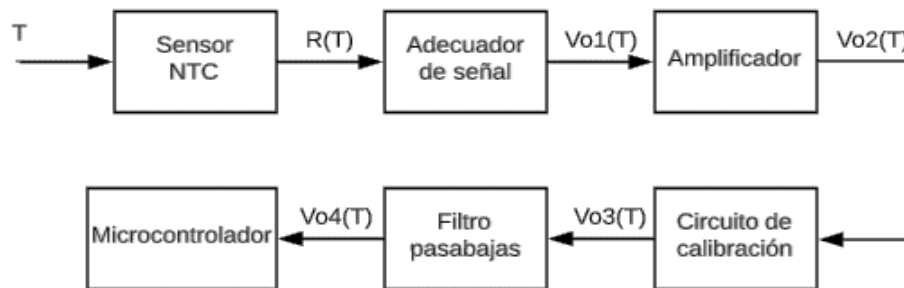 T
Sensor
NTC
R(T)
Adecuador
de señal
Vo1(T)
Amplificador
Vo2(T)
Microcontrolador
Vo4(T)
Filtro
pasabajas
Vo3(T)
Circuito de
calibración